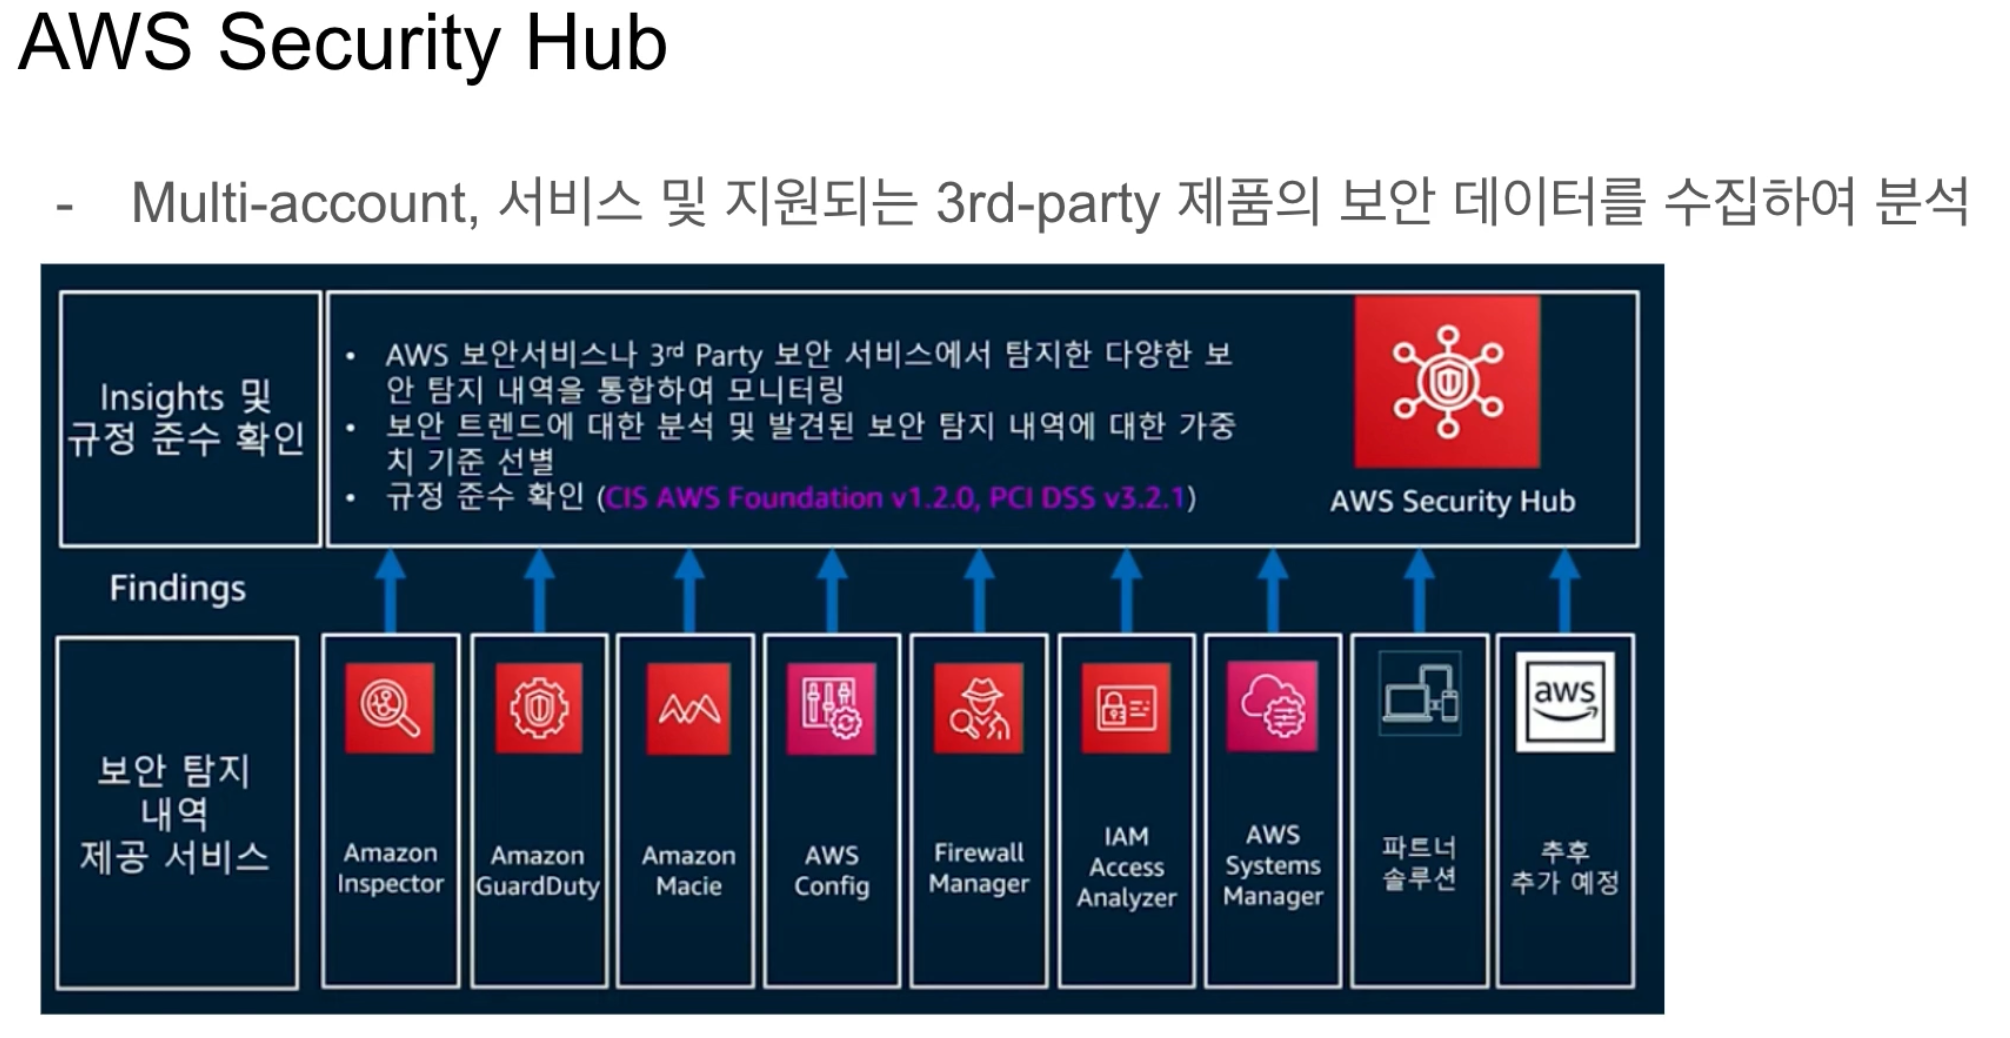 AWS Security Hub
- Multi-account, 서비스 및 지원되는 3rd-party 제품의 보안 데이터를 수집하여 분석
Insights 및
규정 준수 확인
• AWS 보안서비스나 3rd Party 보안 서비스에서 탐지한 다양한 보
안 탐지 내역을 통합하여 모니터링
• 보안 트렌드에 대한 분석 및 발견된 보안 탐지 내역에 대한 가중
치 기준 선별
• 규정 준수 확인 (CIS AWS Foundation v1.2.0, PCI DSS v3.2.1)
AWS Security Hub
Findings
보안 탐지
내역
제공 서비스
Amazon
Inspector
Amazon
GuardDuty
Amazon
Macie
AWS
Config
Firewall
Manager
IAM
Access
Analyzer
AWS
Systems
Manager
파트너
솔루션
aws
추후
추가 예정